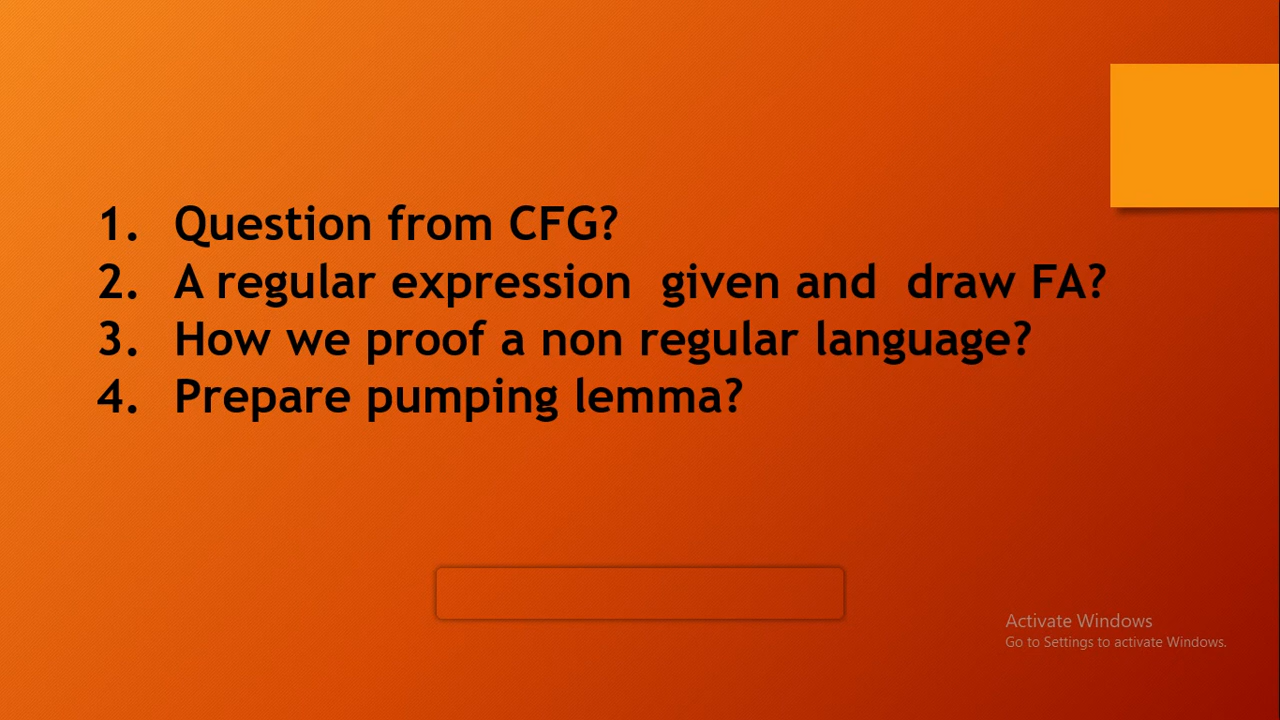 1. Question from CFG?
2. A regular expression given and draw FA?
3. How we proof a non regular language?
4. Prepare pumping lemma?
Activate Windows
Go to Settings to activate Windows.